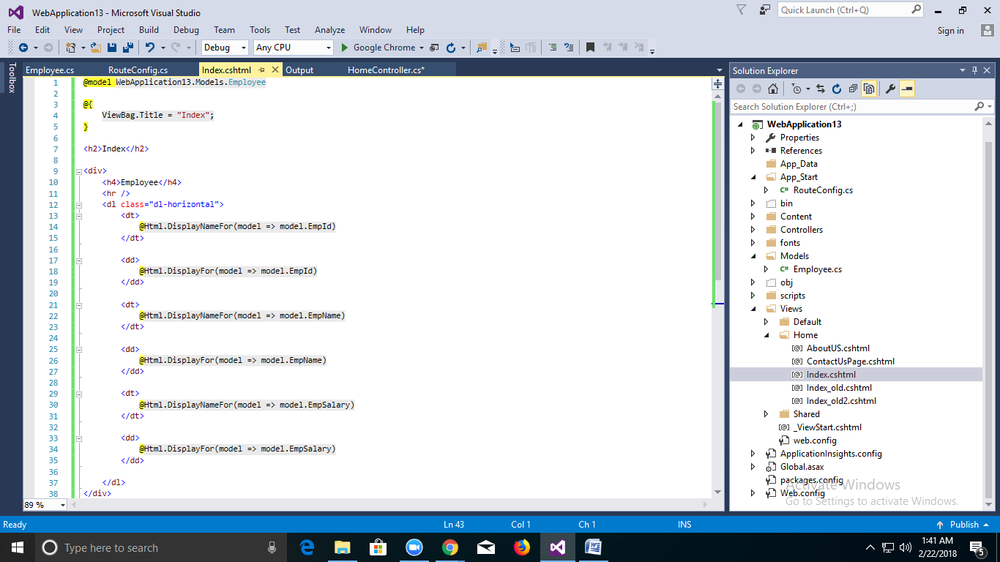 WebApplication13 - Microsoft Visual Studio
Quick Launch (Ctrl+Q)
File Edit View Project Build Debug Team Tools Test Analyze Window Help
Sign in
Debug Any CPU Google Chrome
Toolbox
Employee.cs RouteConfig.cs Index.cshtml Output HomeController.cs*
1 @model WebApplication13.Models.Employee
2
3 @{
4 ViewBag.Title = "Index";
5 }
6
7 <h2>Index</h2>
8
9 <div>
10 <h4>Employee</h4>
11 <hr />
12 <dl class="dl-horizontal">
13 <dt>
14 @Html.DisplayNameFor(model => model.EmpId)
15 </dt>
16
17 <dd>
18 @Html.DisplayFor(model => model.EmpId)
19 </dd>
20
21 <dt>
22 @Html.DisplayNameFor(model => model.EmpName)
23 </dt>
24
25 <dd>
26 @Html.DisplayFor(model => model.EmpName)
27 </dd>
28
29 <dt>
30 @Html.DisplayNameFor(model => model.EmpSalary)
31 </dt>
32
33 <dd>
34 @Html.DisplayFor(model => model.EmpSalary)
35 </dd>
36
37 </dl>
38 </div>
89 %
Solution Explorer
Search Solution Explorer (Ctrl+;)
WebApplication13
Properties
References
App_Data
App_Start
C# RouteConfig.cs
bin
Content
Controllers
fonts
Models
C# Employee.cs
obj
scripts
Views
Default
Home
[@] AboutUS.cshtml
[@] ContactUsPage.cshtml
[@] Index.cshtml
[@] Index_old.cshtml
[@] Index_old2.cshtml
Shared
[@] _ViewStart.cshtml
web.config
ApplicationInsights.config
Global.asax
packages.config
Web.config
Activate Windows
Go to Settings to activate Windows.
Ready Ln 43 Col 1 Ch 1 INS Publish
Type here to search
1:41 AM
2/22/2018
5